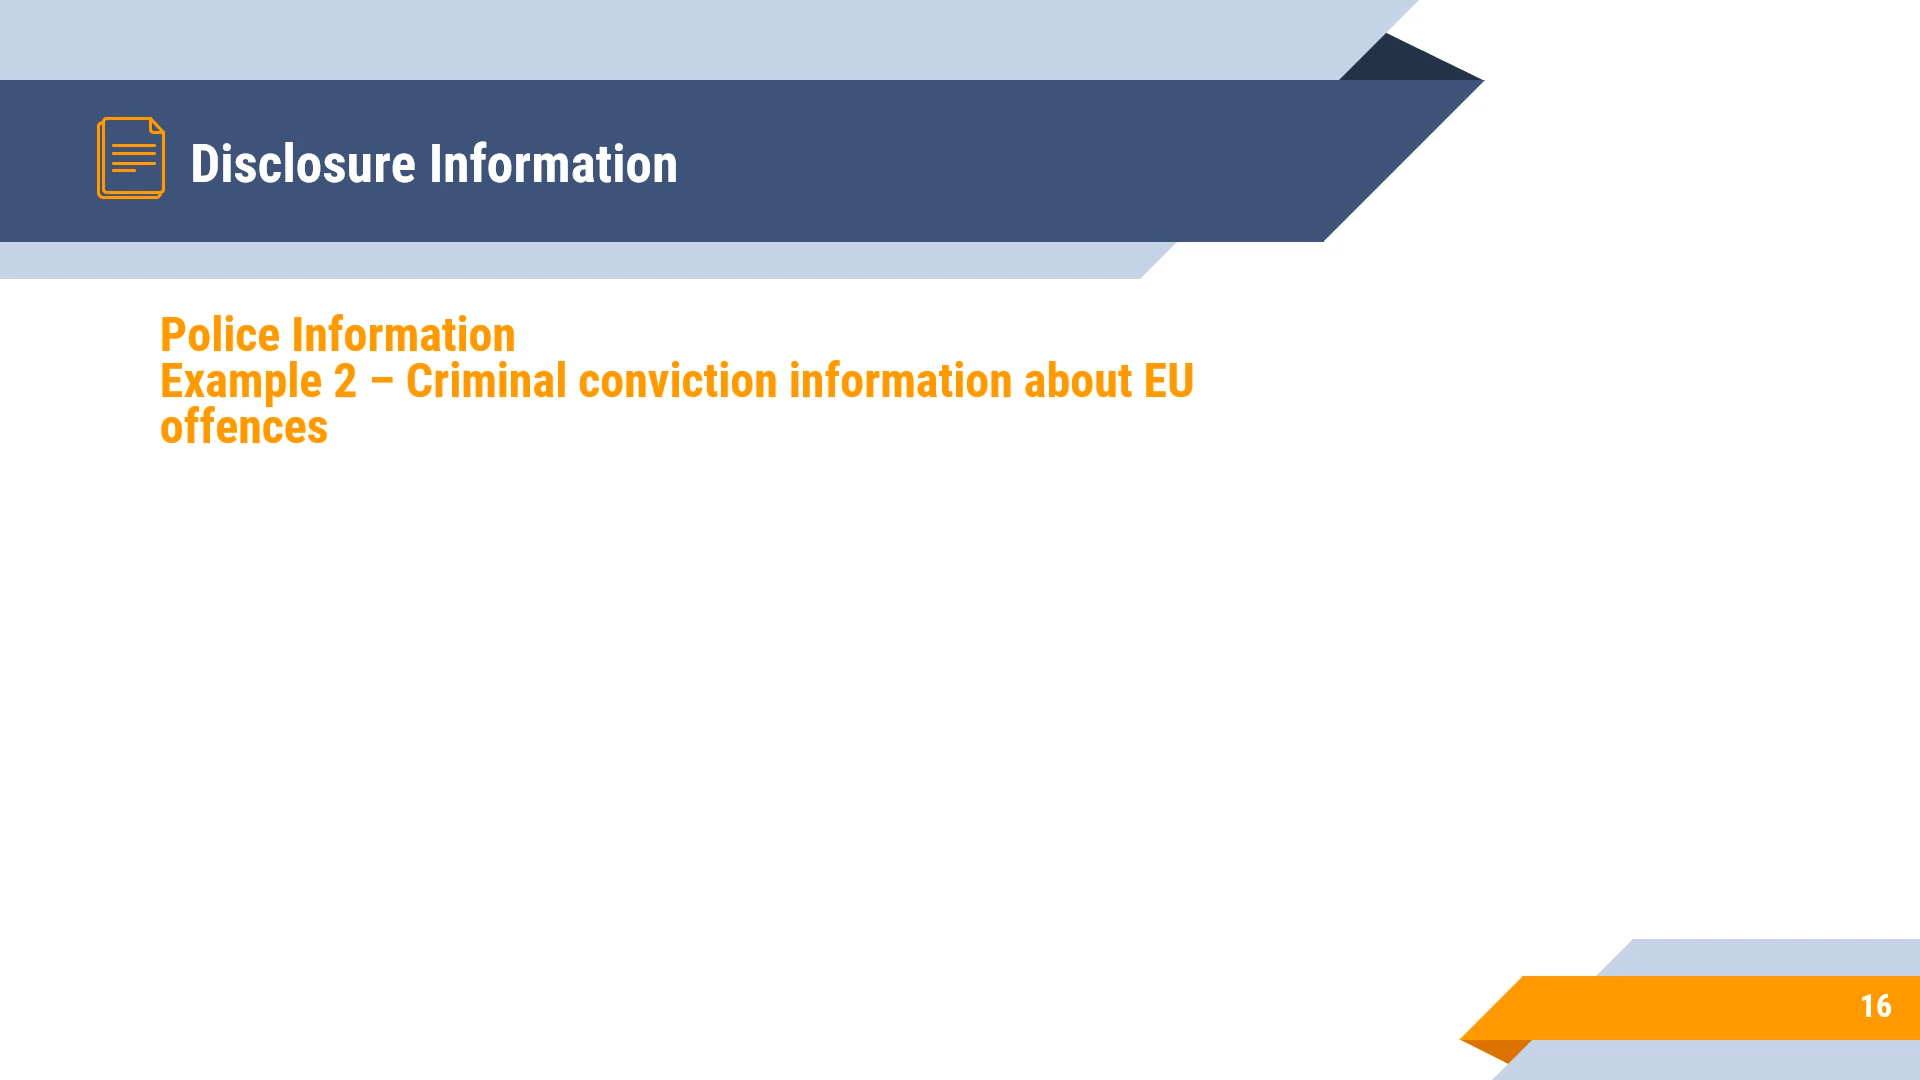 Disclosure Information
Police Information
Example 2 – Criminal conviction information about EU
offences
16